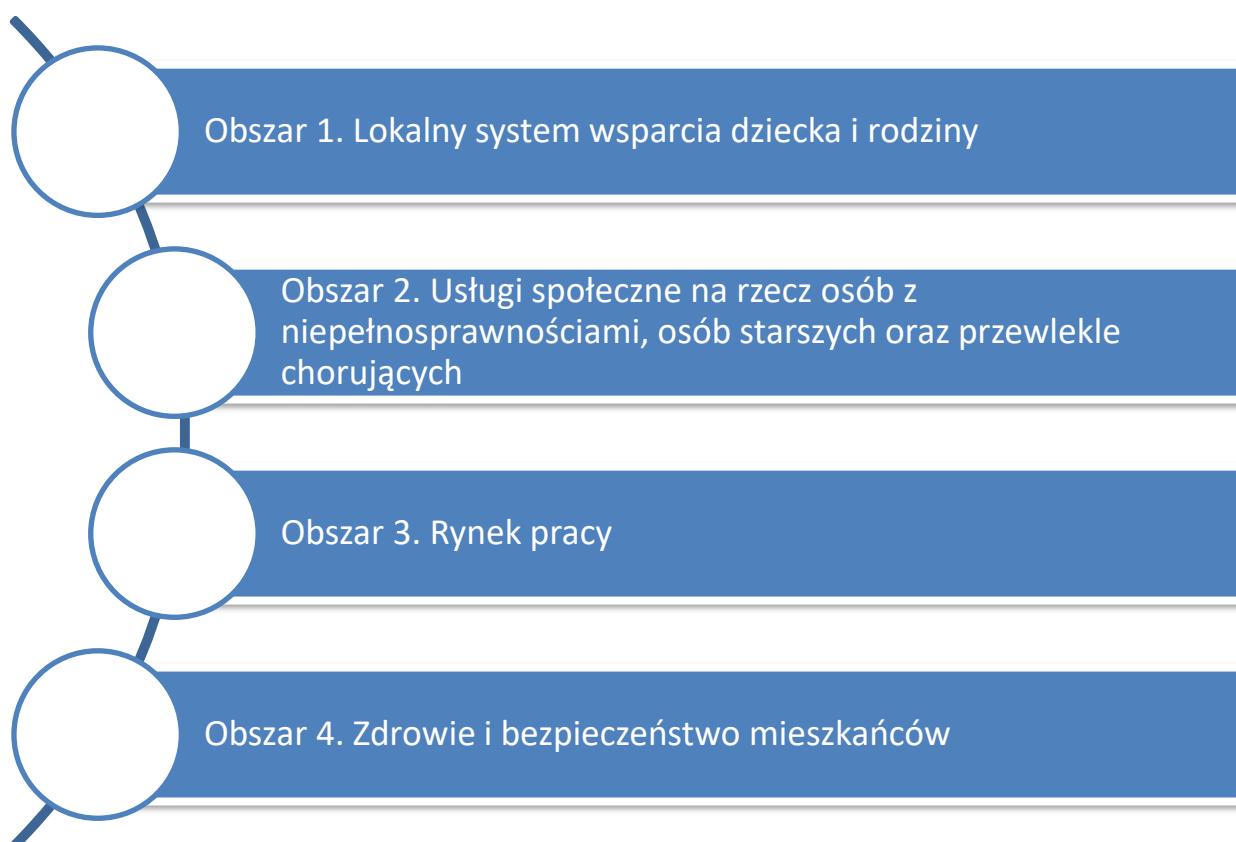 Obszar 1. Lokalny system wsparcia dziecka i rodziny
Obszar 2. Usługi społeczne na rzecz osób z
niepełnosprawnościami, osób starszych oraz przewlekle
chorujących
Obszar 3. Rynek pracy
Obszar 4. Zdrowie i bezpieczeństwo mieszkańców